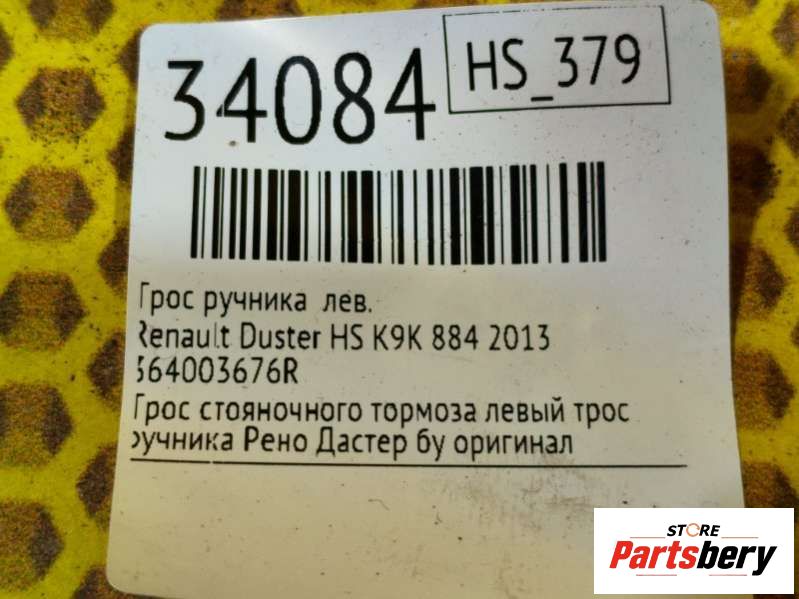 34084
HS_379
Трос ручника лев.
Renault Duster HS K9K 884 2013
364003676R
Трос стояночного тормоза левый трос
ручника Рено Дастер бу оригинал
STORE
Partsbery